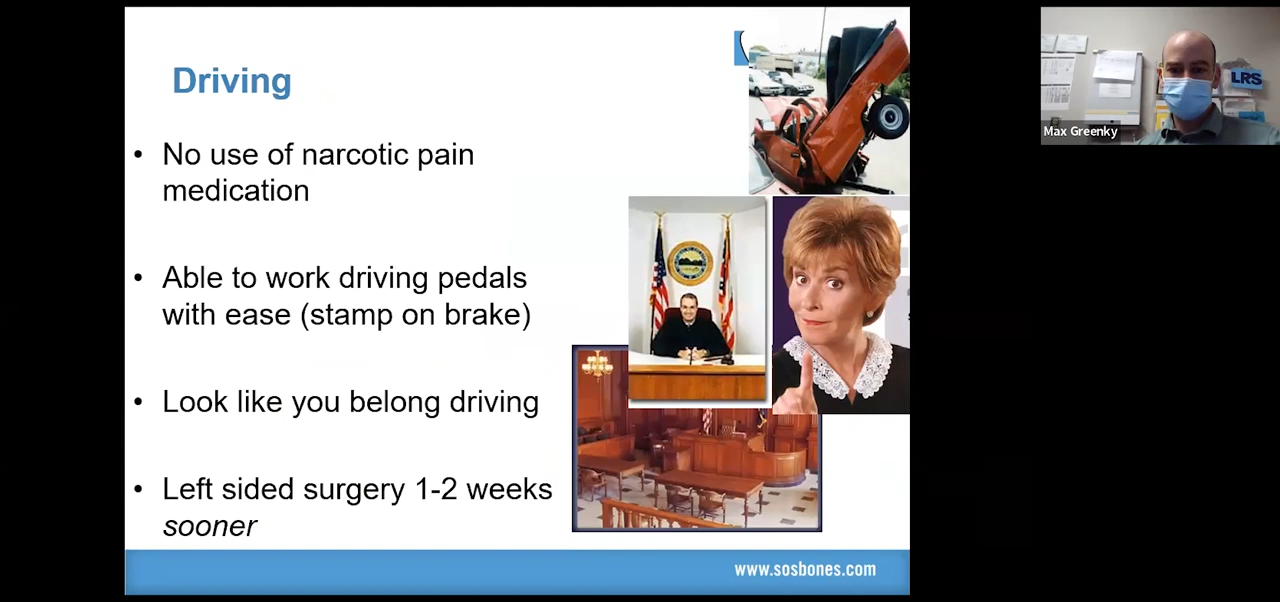 Driving
• No use of narcotic pain
medication
• Able to work driving pedals
with ease (stamp on brake)
• Look like you belong driving
• Left sided surgery 1-2 weeks
sooner
www.sosbones.com
LRS
Max Greenky